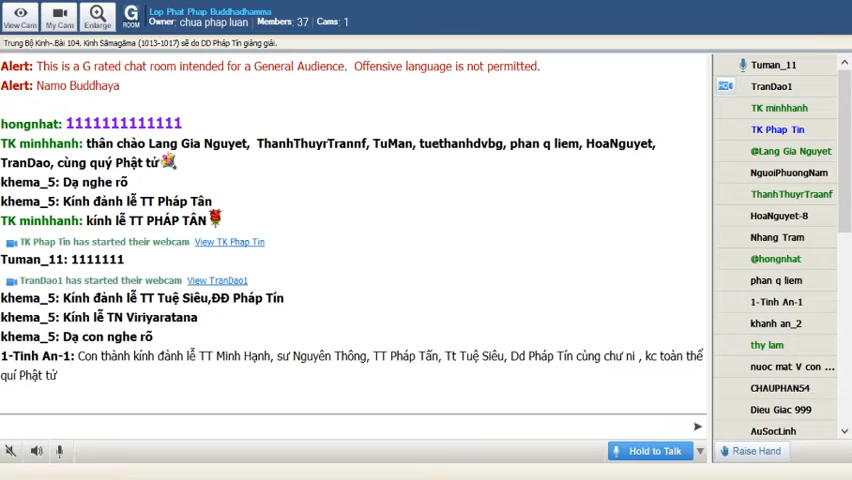 View Cam
My Cam
Enlarge
G
ROOM
Lop Phat Phap Buddhadhamma
Owner: chua phap luan Members: 37 Cams: 1
Trung Bộ Kinh-.Bài 104. Kinh Sāmagāma (1013-1017) sẽ do DD Pháp Tín giảng giải.
Alert: This is a G rated chat room intended for a General Audience. Offensive language is not permitted.
Alert: Namo Buddhaya
hongnhat: 1111111111111
TK minhhanh: thân chào Lang Gia Nguyet, ThanhThuyrTrannf, TuMan, tuethanhdvbg, phan q liem, HoaNguyet,
TranDao, cùng quý Phật tử
khema_5: Dạ nghe rõ
khema_5: Kính đảnh lễ TT Pháp Tân
TK minhhanh: kính lễ TT PHÁP TÂN
TK Phap Tin has started their webcam View TK Phap Tin
Tuman_11: 1111111
TranDao1 has started their webcam View TranDao1
khema_5: Kính đảnh lễ TT Tuệ Siêu,ĐĐ Pháp Tín
khema_5: Kính lễ TN Viriyaratana
khema_5: Dạ con nghe rõ
1-Tinh An-1: Con thành kính đảnh lễ TT Minh Hạnh, sư Nguyên Thông, TT Pháp Tấn, Tt Tuệ Siêu, Dd Pháp Tín cùng chư ni , kc toàn thể
quí Phật tử
Tuman_11
HD TranDao1
TK minhhanh
TK Phap Tin
@Lang Gia Nguyet
NguoiPhuongNam
ThanhThuyrTraanf
HoaNguyet-8
Nhang Tram
@hongnhat
phan q liem
1-Tinh An-1
khanh an_2
thy lam
nuoc mat V con ...
CHAUPHAN54
Dieu Giac 999
AuSocLinh
Hold to Talk
Raise Hand